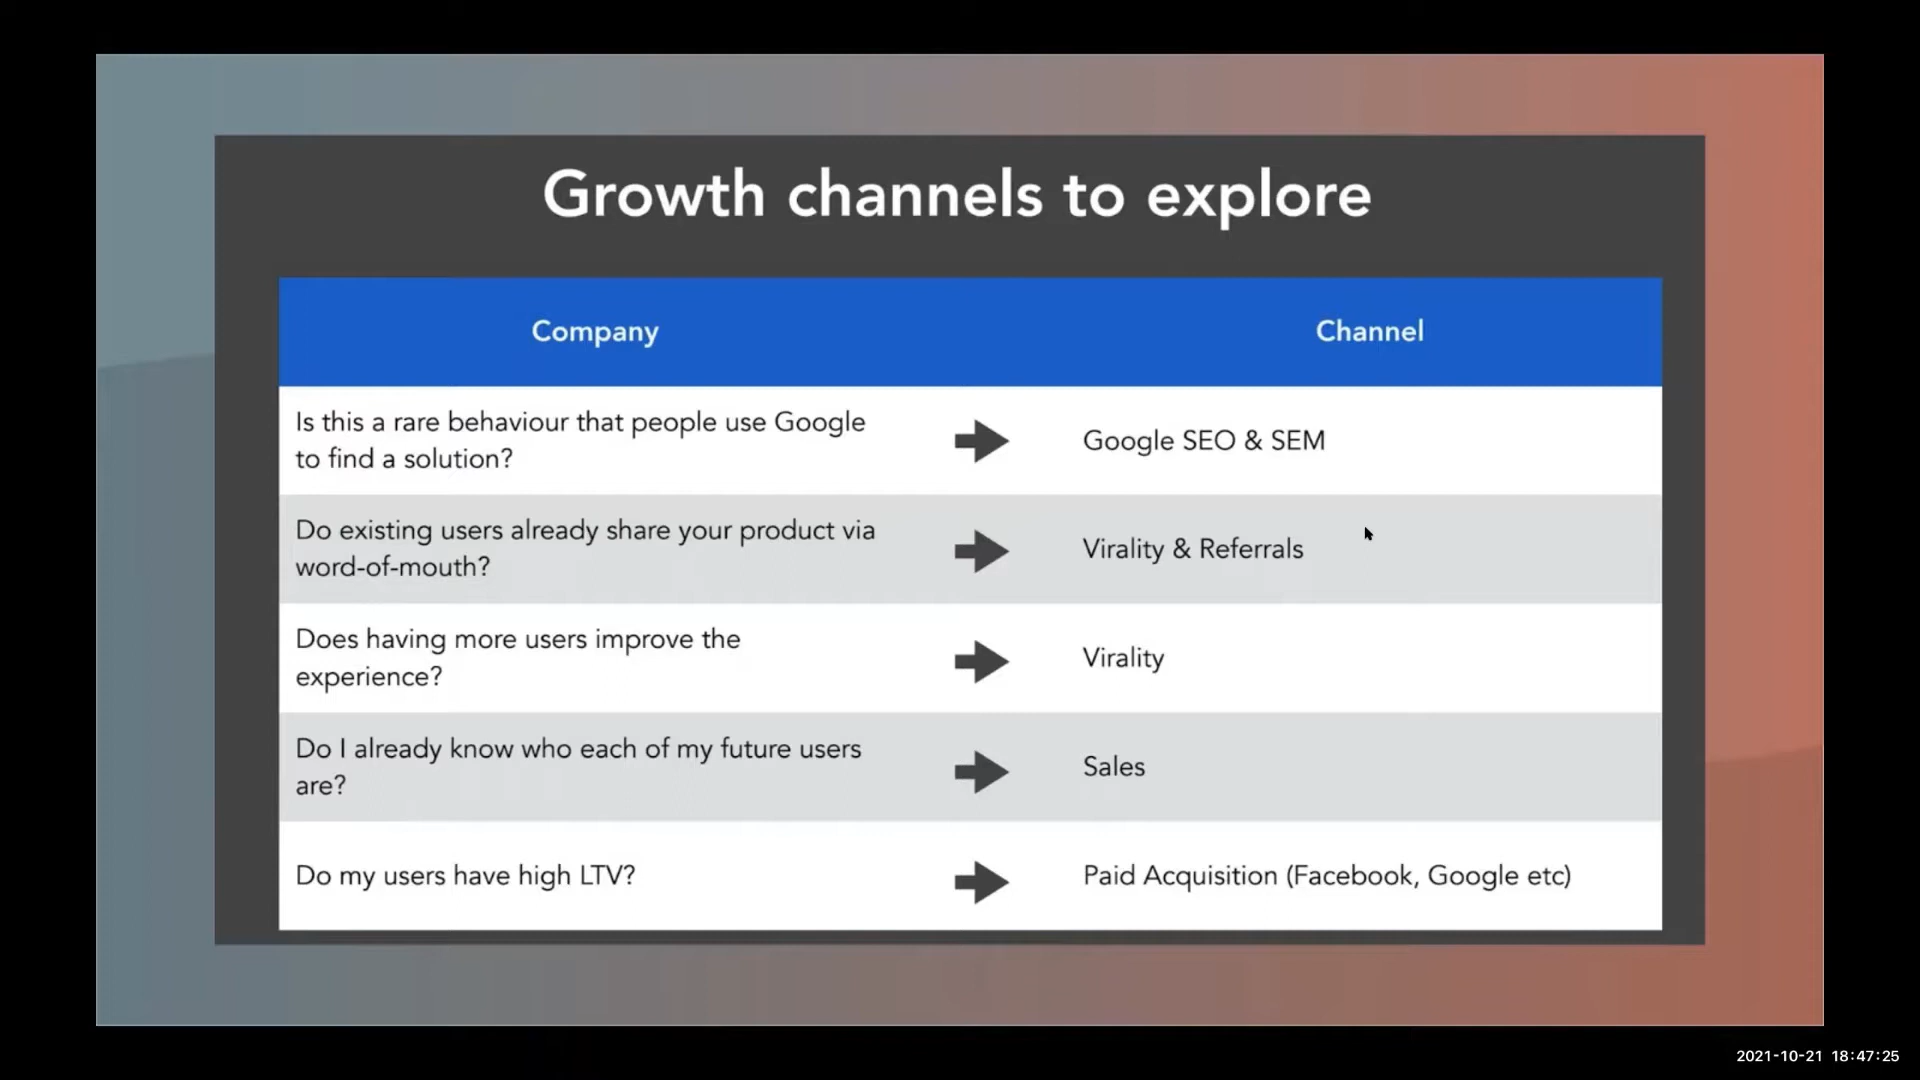 Growth channels to explore
Company
Channel
Is this a rare behaviour that people use Google
to find a solution?
Google SEO & SEM
Do existing users already share your product via
word-of-mouth?
Virality & Referrals
Does having more users improve the
experience?
Virality
Do I already know who each of my future users
are?
Sales
Do my users have high LTV?
Paid Acquisition (Facebook, Google etc)
2021-10-21 18:47:25